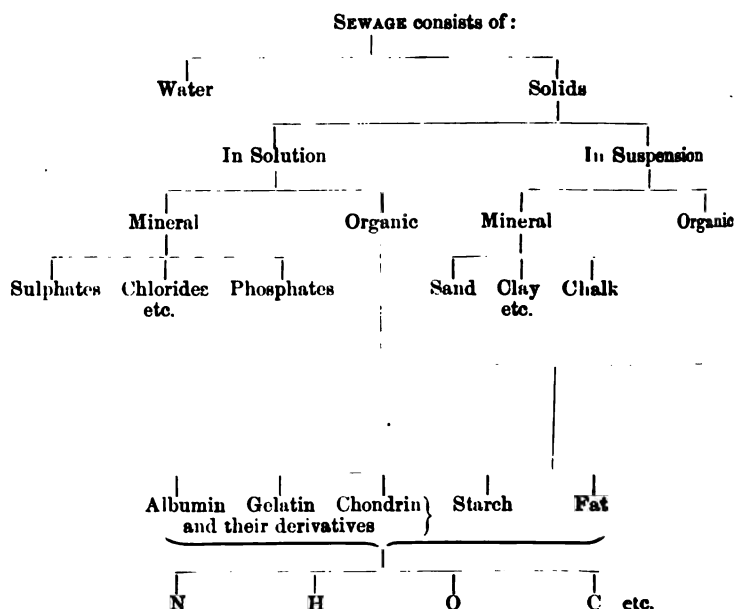 SEWAGE consists of:
Water Solids
In Solution In Suspension
Mineral Organic Mineral Organic
Sulphates Chlorides Phosphates Sand Clay Chalk
etc. etc.
Albumin Gelatin Chondrin } Starch Fat
and their derivatives
N H O C etc.